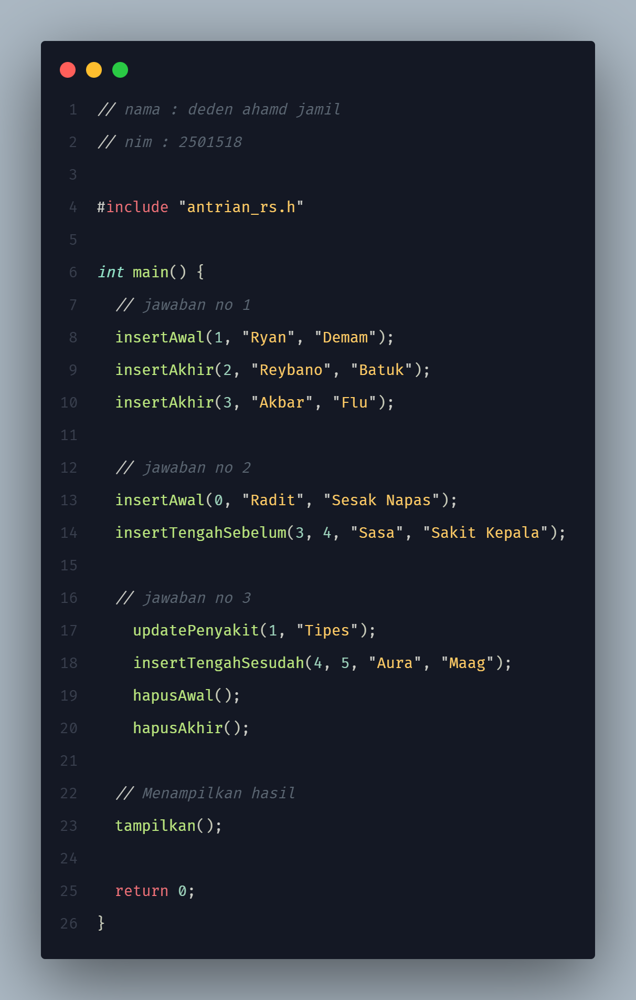 1 // nama : deden ahamd jamil
2 // nim : 2501518
3
4 #include "antrian_rs.h"
5
6 int main() {
7   // jawaban no 1
8   insertAwal(1, "Ryan", "Demam");
9   insertAkhir(2, "Reybano", "Batuk");
10   insertAkhir(3, "Akbar", "Flu");
11
12   // jawaban no 2
13   insertAwal(0, "Radit", "Sesak Napas");
14   insertTengahSebelum(3, 4, "Sasa", "Sakit Kepala");
15
16   // jawaban no 3
17     updatePenyakit(1, "Tipes");
18     insertTengahSesudah(4, 5, "Aura", "Maag");
19     hapusAwal();
20     hapusAkhir();
21
22   // Menampilkan hasil
23   tampilkan();
24
25   return 0;
26 }